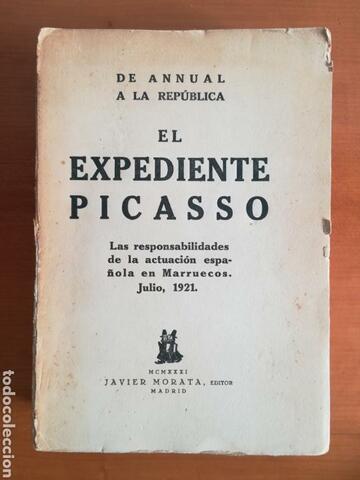 DE ANNUAL
A LA REPÚBLICA
EL
EXPEDIENTE
PICASSO
Las responsabilidades
de la actuación espa-
ñola en Marruecos.
Julio, 1921.
MCMXXXI
JAVIER MORATA, EDITOR
MADRID
todocoleccion